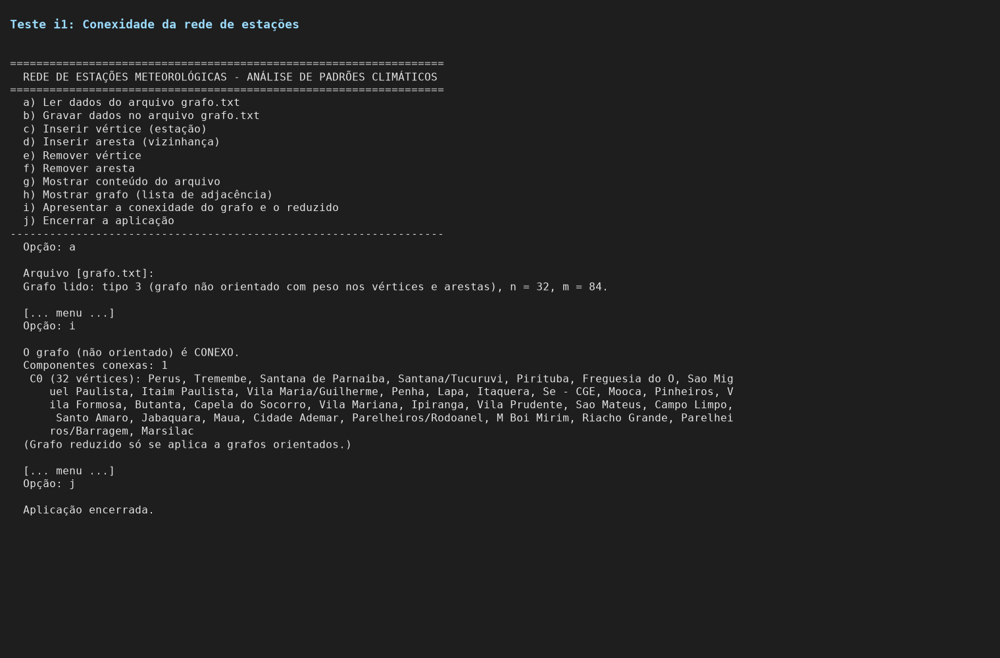 Teste i1: Conexidade da rede de estações
==================================================================
REDE DE ESTAÇÕES METEOROLÓGICAS - ANÁLISE DE PADRÕES CLIMÁTICOS
==================================================================
a) Ler dados do arquivo grafo.txt
b) Gravar dados no arquivo grafo.txt
c) Inserir vértice (estação)
d) Inserir aresta (vizinhança)
e) Remover vértice
f) Remover aresta
g) Mostrar conteúdo do arquivo
h) Mostrar grafo (lista de adjacência)
i) Apresentar a conexidade do grafo e o reduzido
j) Encerrar a aplicação
------------------------------------------------------------------
Opção: a
Arquivo [grafo.txt]:
Grafo lido: tipo 3 (grafo não orientado com peso nos vértices e arestas), n = 32, m = 84.
[... menu ...]
Opção: i
O grafo (não orientado) é CONEXO.
Componentes conexas: 1
C0 (32 vértices): Perus, Tremembe, Santana de Parnaiba, Santana/Tucuruvi, Pirituba, Freguesia do O, Sao Mig
uel Paulista, Itaim Paulista, Vila Maria/Guilherme, Penha, Lapa, Itaquera, Se - CGE, Mooca, Pinheiros, V
ila Formosa, Butanta, Capela do Socorro, Vila Mariana, Ipiranga, Vila Prudente, Sao Mateus, Campo Limpo,
Santo Amaro, Jabaquara, Maua, Cidade Ademar, Parelheiros/Rodoanel, M Boi Mirim, Riacho Grande, Parelhei
ros/Barragem, Marsilac
(Grafo reduzido só se aplica a grafos orientados.)
[... menu ...]
Opção: j
Aplicação encerrada.